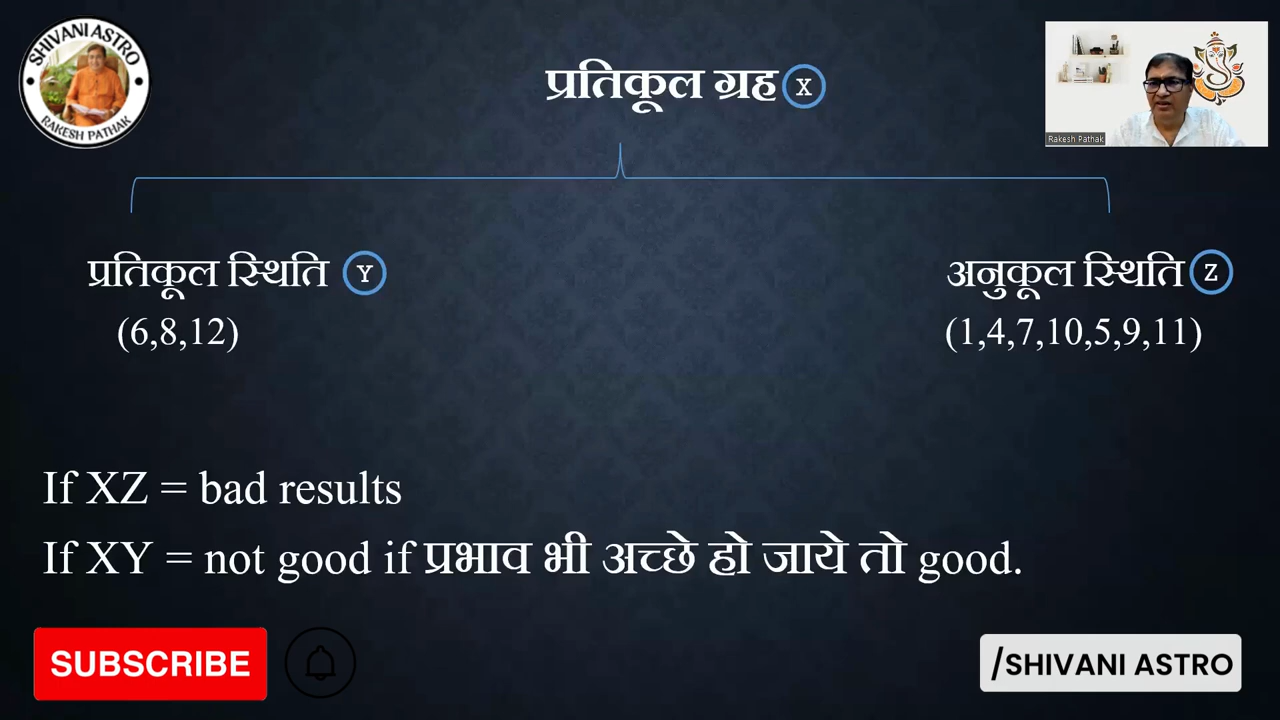 SHIVANI ASTRO
RAKESH PATHAK
प्रतिकूल ग्रह X
Rakesh Pathak
प्रतिकूल स्थिति Y
(6,8,12)
अनुकूल स्थिति Z
(1,4,7,10,5,9,11)
If XZ = bad results
If XY = not good if प्रभाव भी अच्छे हो जाये तो good.
SUBSCRIBE
/SHIVANI ASTRO